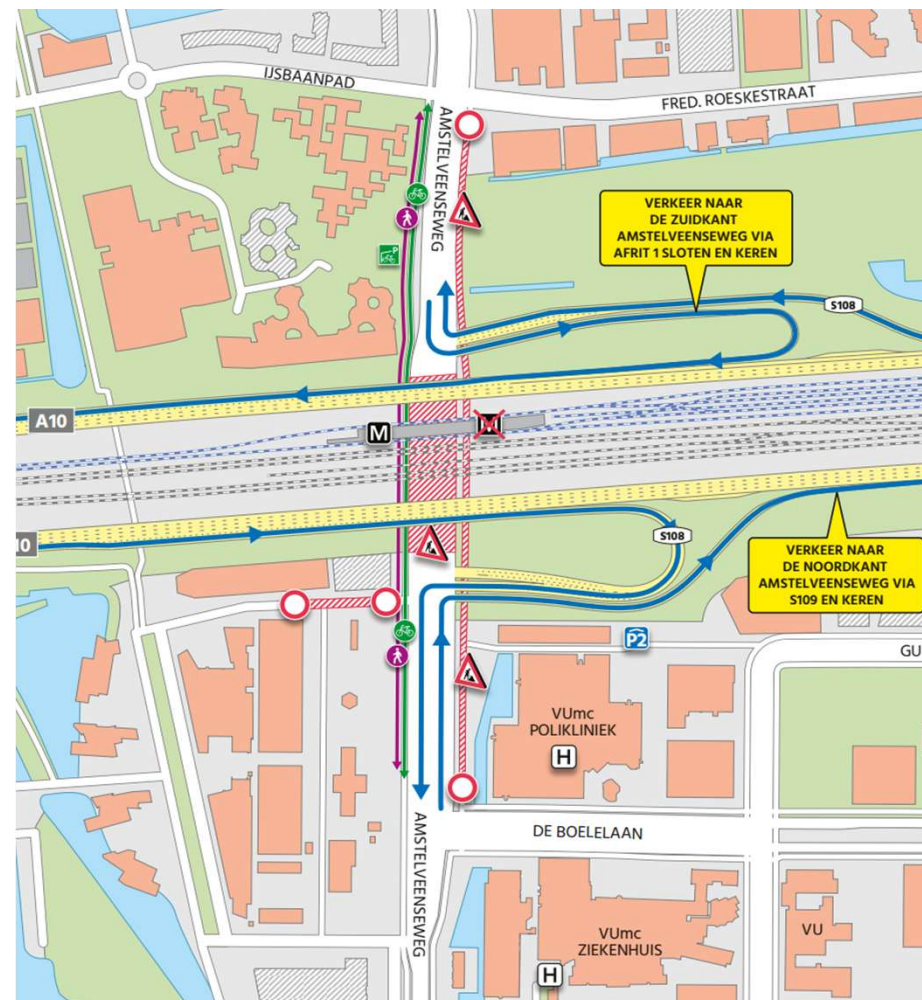 IJSBAANPAD
AMSTELVEENSEWEG
FRED. ROESKESTRAAT
P
VERKEER NAAR
DE ZUIDKANT
AMSTELVEENSEWEG VIA
AFRIT 1 SLOTEN EN KEREN
S108
A10
M
10
S108
VERKEER NAAR
DE NOORDKANT
AMSTELVEENSEWEG VIA
S109 EN KEREN
P2
GU
VUmc
POLIKLINIEK
H
AMSTELVEENSEWEG
DE BOELELAAN
VUmc
ZIEKENHUIS
VU
H